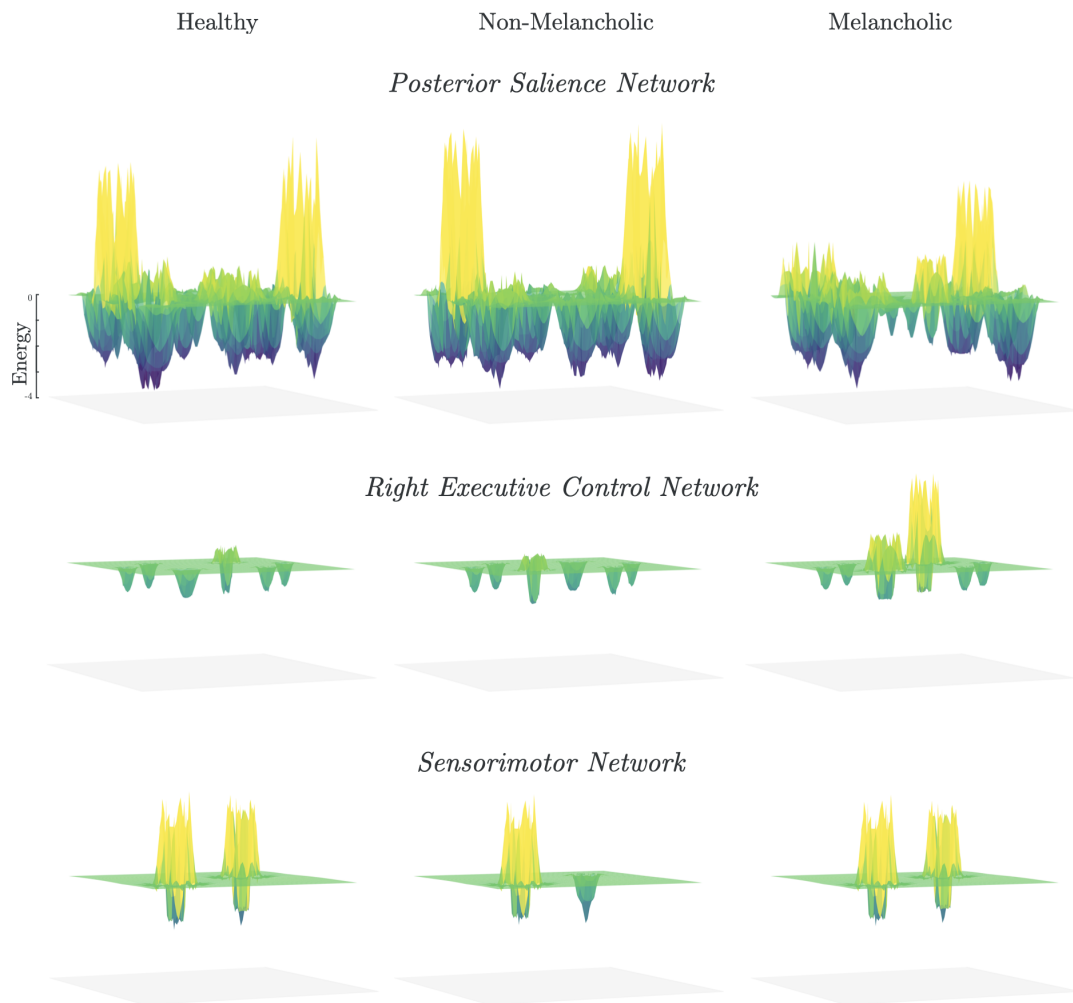 Healthy Non-Melancholic Melancholic
Posterior Salience Network
0
Energy
-4
Right Executive Control Network
Sensorimotor Network